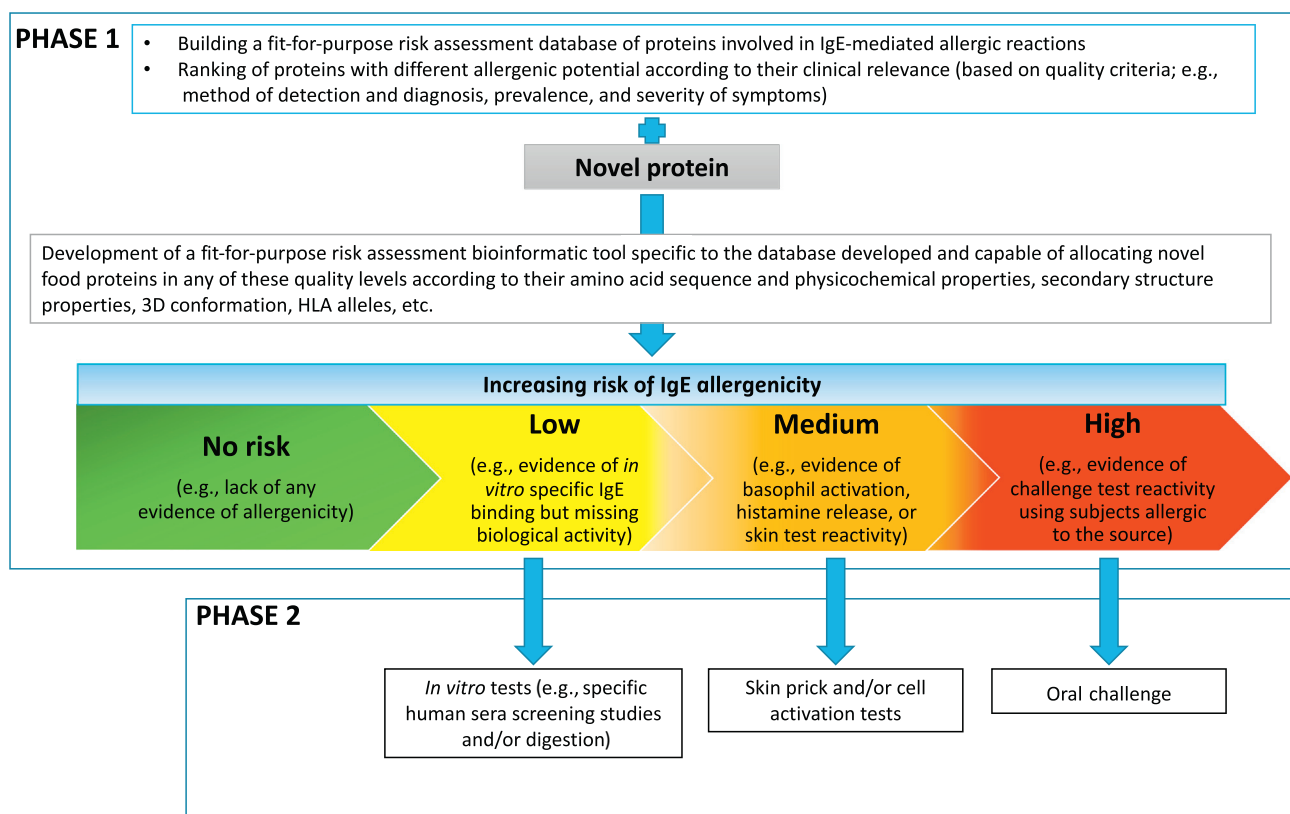 PHASE 1
• Building a fit-for-purpose risk assessment database of proteins involved in IgE-mediated allergic reactions
• Ranking of proteins with different allergenic potential according to their clinical relevance (based on quality criteria; e.g.,
method of detection and diagnosis, prevalence, and severity of symptoms)
Novel protein
Development of a fit-for-purpose risk assessment bioinformatic tool specific to the database developed and capable of allocating novel
food proteins in any of these quality levels according to their amino acid sequence and physicochemical properties, secondary structure
properties, 3D conformation, HLA alleles, etc.
Increasing risk of IgE allergenicity
No risk
(e.g., lack of any
evidence of allergenicity)
Low
(e.g., evidence of in
vitro specific IgE
binding but missing
biological activity)
Medium
(e.g., evidence of
basophil activation,
histamine release, or
skin test reactivity)
High
(e.g., evidence of
challenge test reactivity
using subjects allergic
to the source)
PHASE 2
In vitro tests (e.g., specific
human sera screening studies
and/or digestion)
Skin prick and/or cell
activation tests
Oral challenge